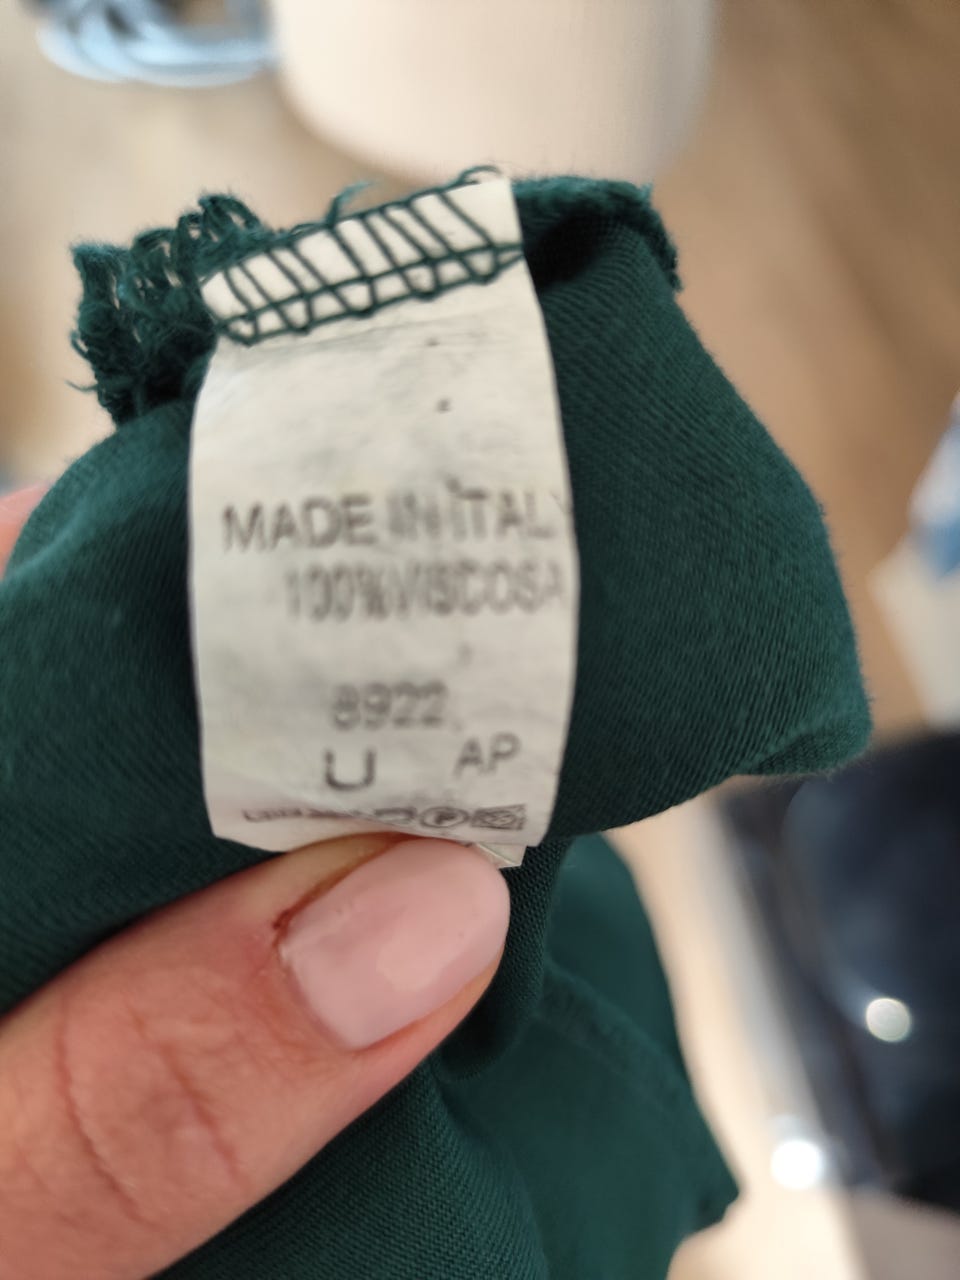 MADE IN ITALY
100%VISCOSA
8922
U AP